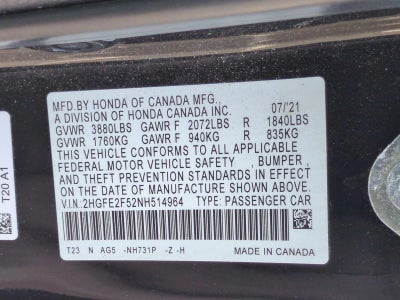 MFD.BY HONDA OF CANADA MFG.,
A DIVISION OF HONDA CANADA INC. 07/'21
GVWR 3880LBS GAWR F 2072LBS R 1840LBS
GVWR 1760KG GAWR F 940KG R 835KG
THIS VEHICLE CONFORMS TO ALL APPLICABLE
FEDERAL MOTOR VEHICLE SAFETY , BUMPER ,
AND THEFT PREVENTION STANDARDS IN EFFECT
ON THE DATE OF MANUFACTURE SHOWN ABOVE.
V.I.N:2HGFE2F52NH514964 TYPE: PASSENGER CAR
T23 N AG5 -NH731P -Z -H MADE IN CANADA
T20 A1